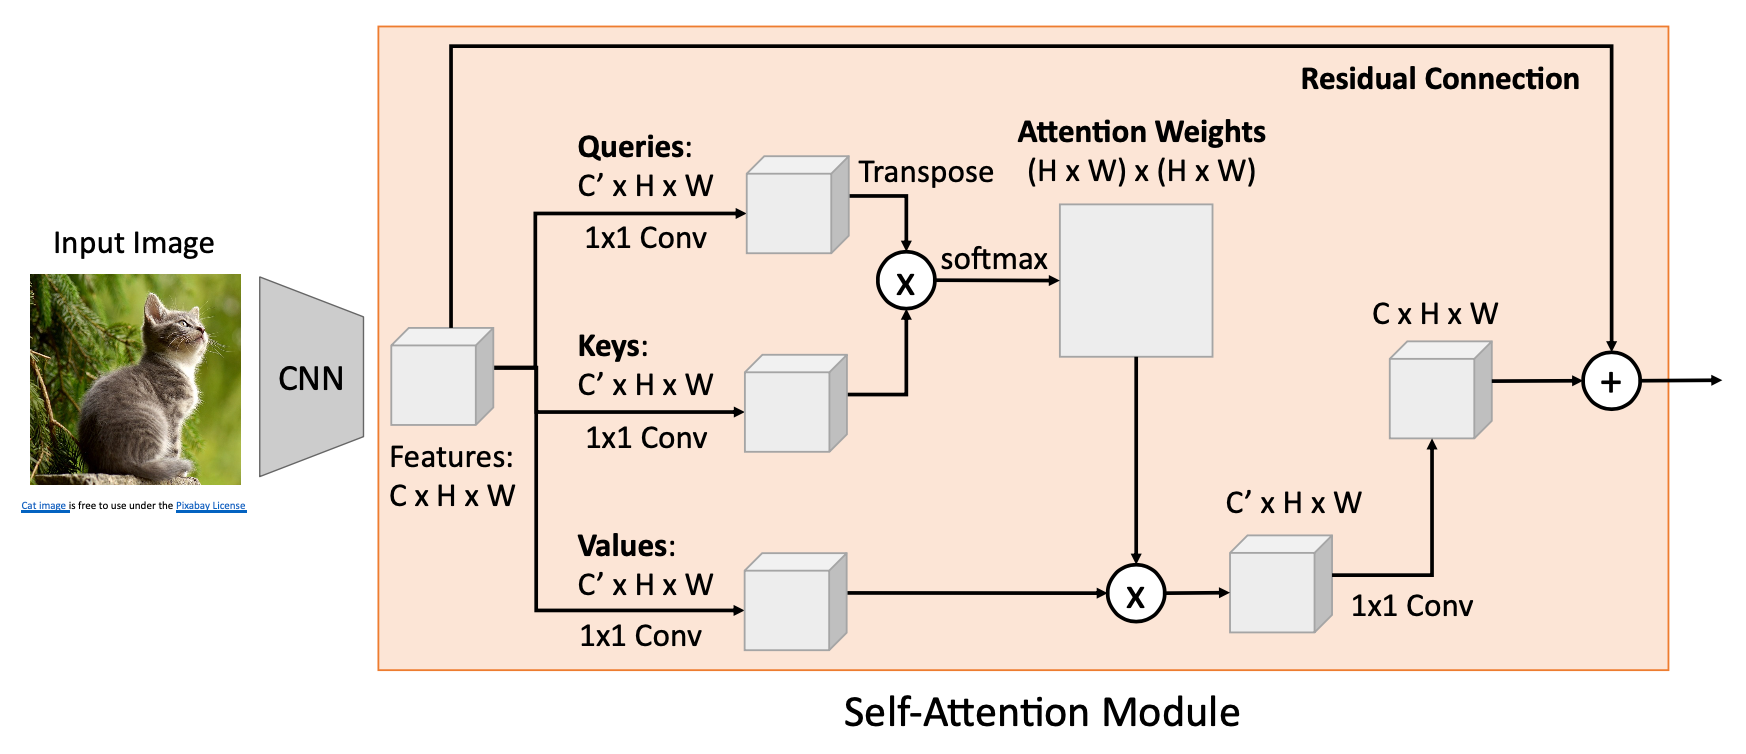 Residual Connection
Attention Weights
(H x W) x (H x W)
Queries:
C’ x H x W
1x1 Conv
Transpose
X
softmax
Input Image
CNN
Cat image is free to use under the Pixabay License
Features:
C x H x W
Keys:
C’ x H x W
1x1 Conv
Values:
C’ x H x W
1x1 Conv
X
C’ x H x W
1x1 Conv
C x H x W
+
Self-Attention Module